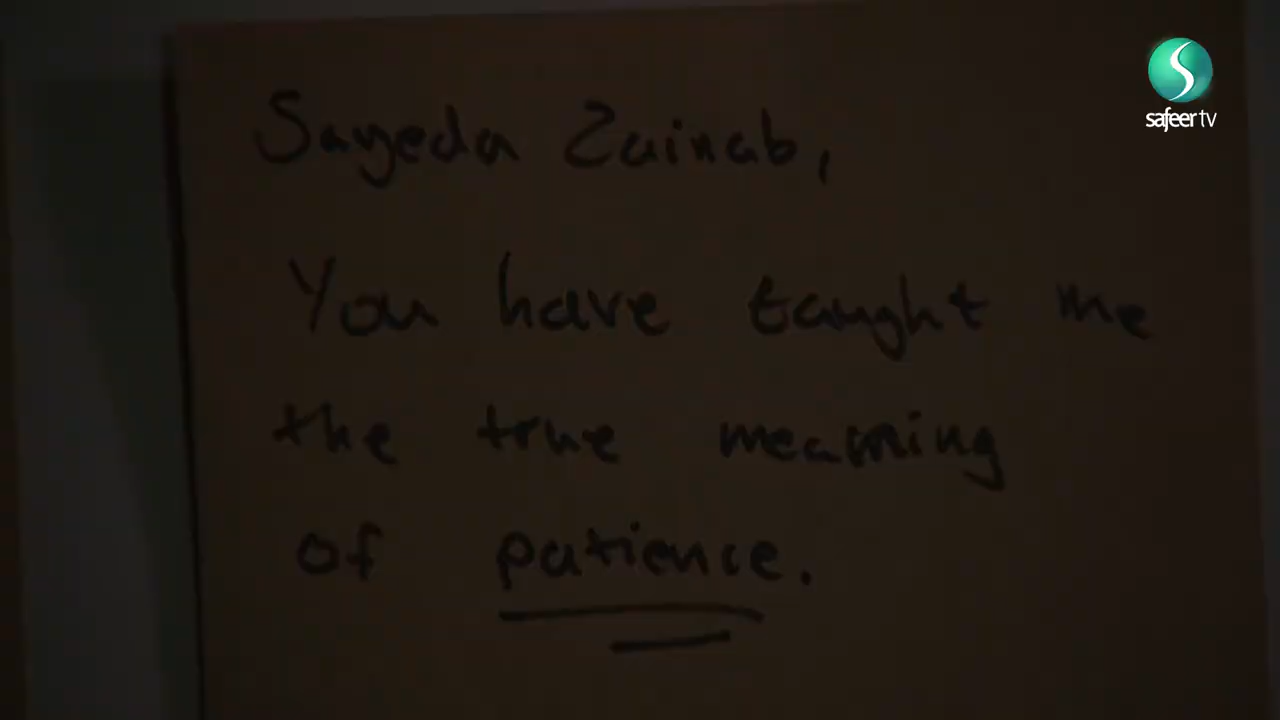 Sayeda Zainab,
You have taught me
the true meaning
of patience.
S
safeer tv